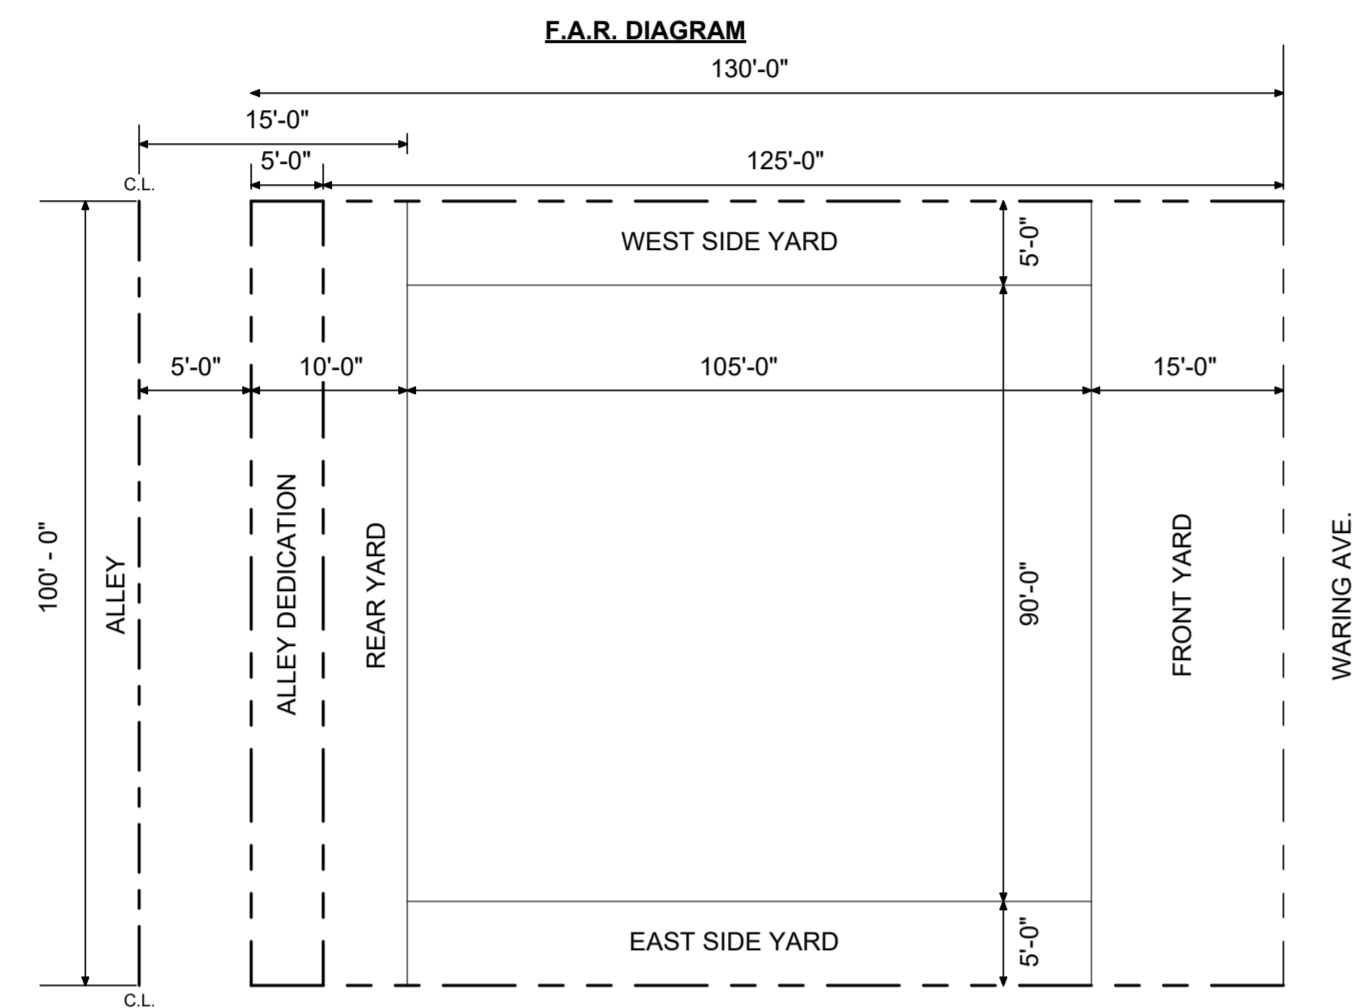 F.A.R. DIAGRAM
130'-0"
15'-0"
5'-0"
125'-0"
C.L.
WEST SIDE YARD
5'-0"
5'-0"
10'-0"
105'-0"
15'-0"
100' - 0"
ALLEY
ALLEY DEDICATION
REAR YARD
90'-0"
FRONT YARD
WARING AVE.
EAST SIDE YARD
5'-0"
C.L.